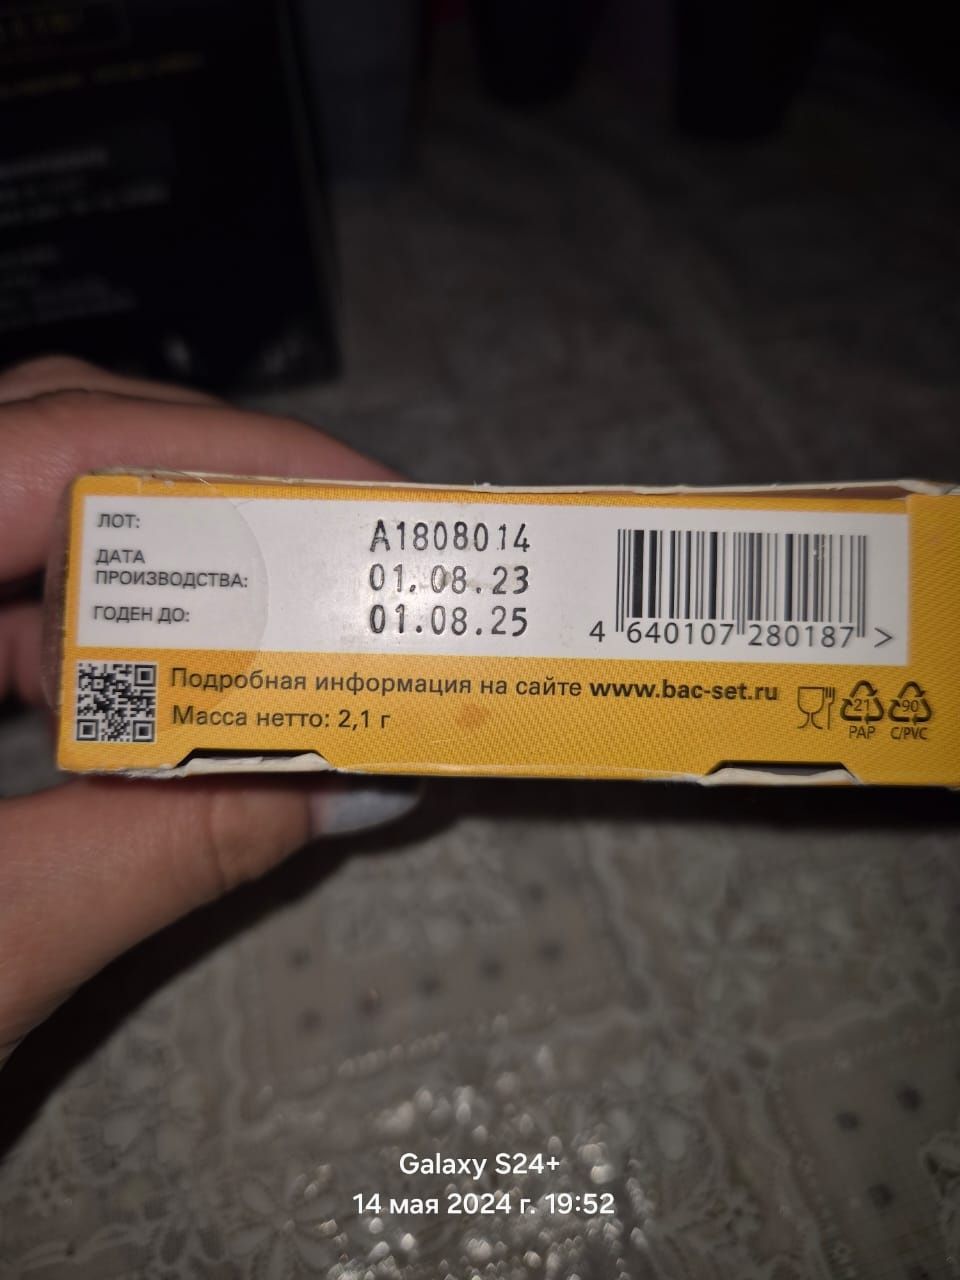 ЛОТ: A1808014
ДАТА
ПРОИЗВОДСТВА: 01.08.23
ГОДЕН ДО: 01.08.25
4 640107 280187 >
Подробная информация на сайте www.bac-set.ru
Масса нетто: 2,1 г
21
PAP
90
C/PVC
Galaxy S24+
14 мая 2024 г. 19:52